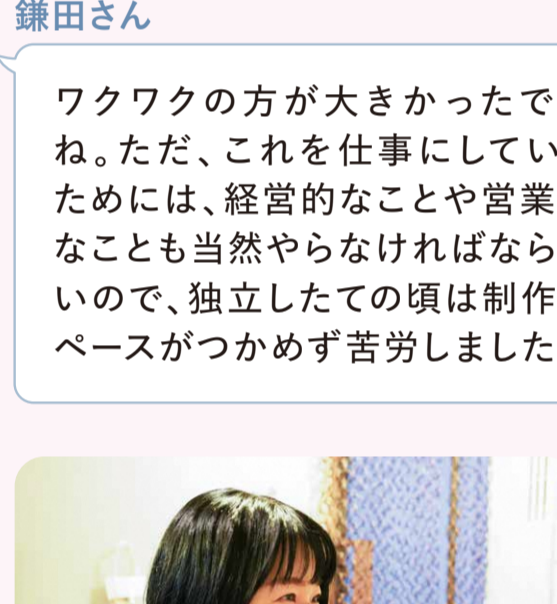 鎌田さん
ワクワクの方が大きかったで
ね。ただ、これを仕事にしてい
ためには、経営的なことや営業
なことも当然やらなければなら
いので、独立したての頃は制作
ペースがつかめず苦労しました